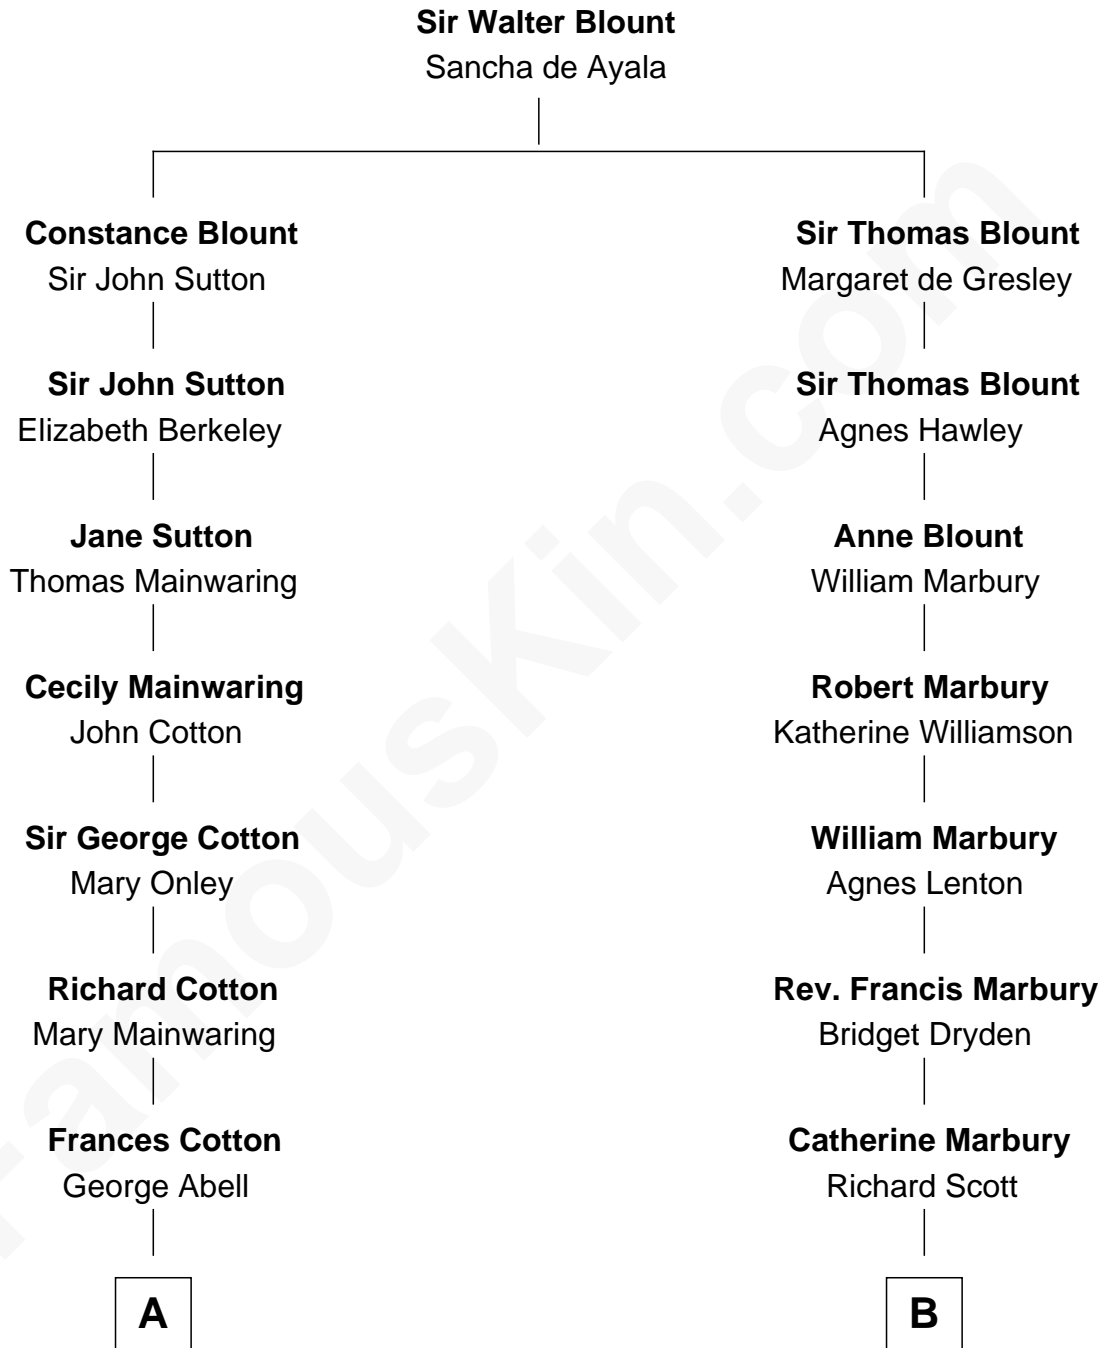 Sir Walter Blount
Sancha de Ayala
Constance Blount
Sir John Sutton
Sir Thomas Blount
Margaret de Gresley
Sir John Sutton
Elizabeth Berkeley
Sir Thomas Blount
Agnes Hawley
Jane Sutton
Thomas Mainwaring
Anne Blount
William Marbury
Cecily Mainwaring
John Cotton
Robert Marbury
Katherine Williamson
Sir George Cotton
Mary Onley
William Marbury
Agnes Lenton
Richard Cotton
Mary Mainwaring
Rev. Francis Marbury
Bridget Dryden
Frances Cotton
George Abell
Catherine Marbury
Richard Scott
A
B
FamousKin.com